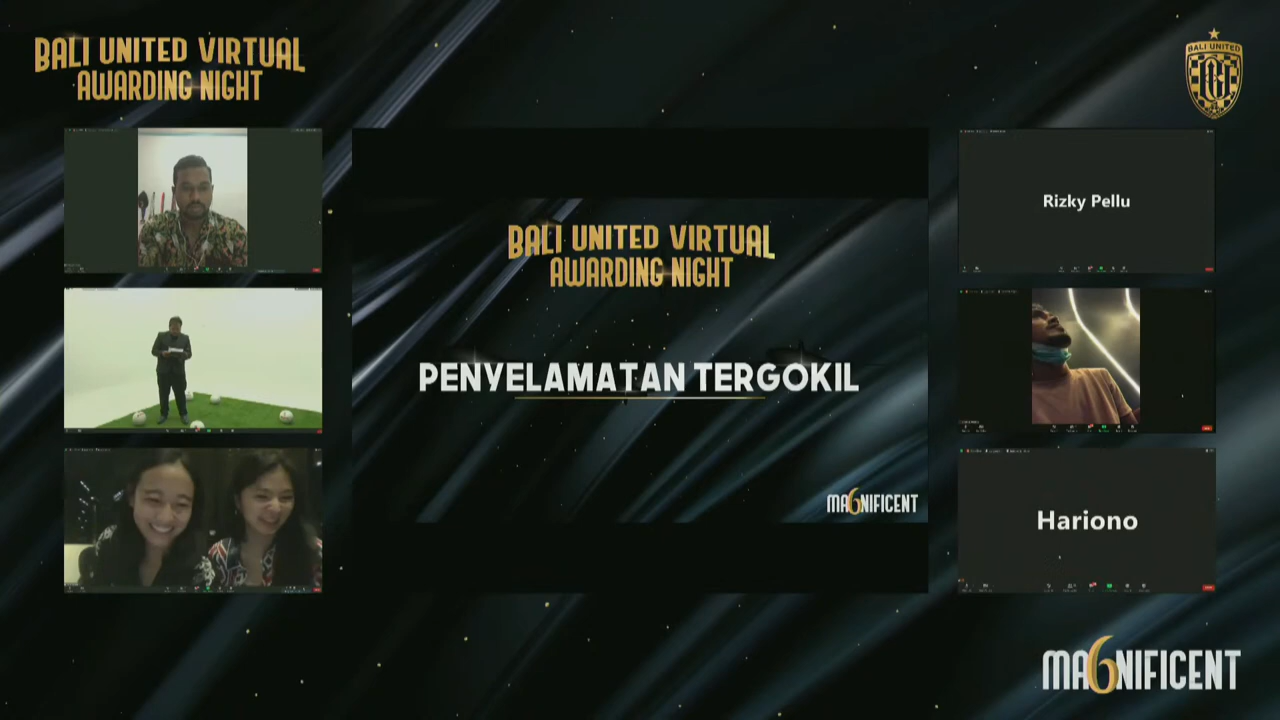 BALI UNITED VIRTUAL
AWARDING NIGHT
BALI UNITED
Rizky Pellu
BALI UNITED VIRTUAL
AWARDING NIGHT
PENYELAMATAN TERGOKIL
MA6NIFICENT
Hariono
MA6NIFICENT